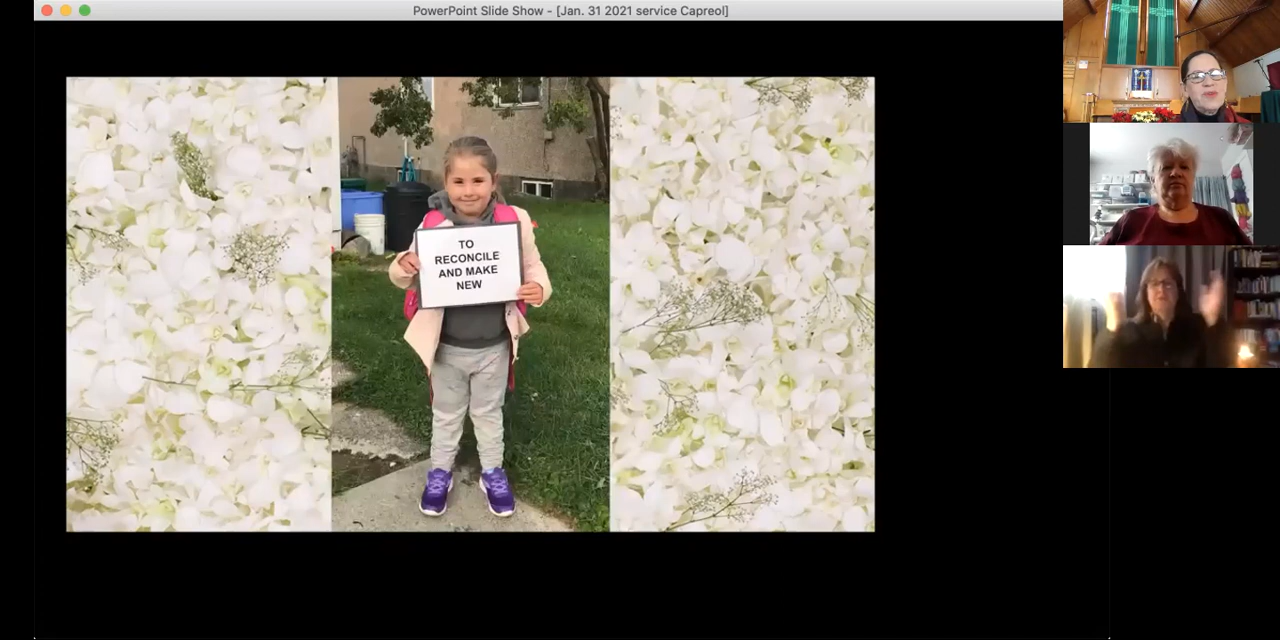 PowerPoint Slide Show - [Jan. 31 2021 service Capreol]
TO
RECONCILE
AND MAKE
NEW